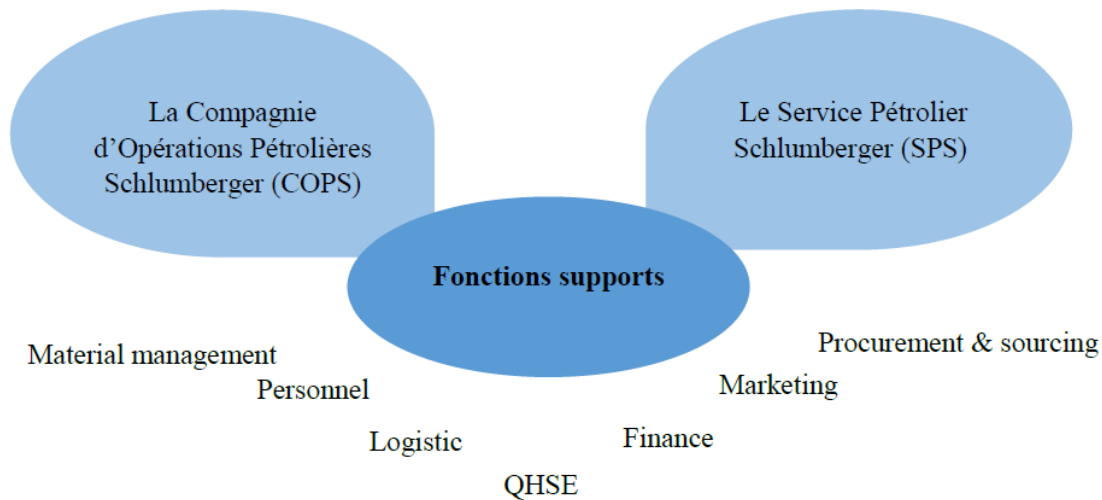 La Compagnie
d’Opérations Pétrolières
Schlumberger (COPS)
Le Service Pétrolier
Schlumberger (SPS)
Fonctions supports
Material management
Personnel
Logistic
QHSE
Finance
Marketing
Procurement & sourcing